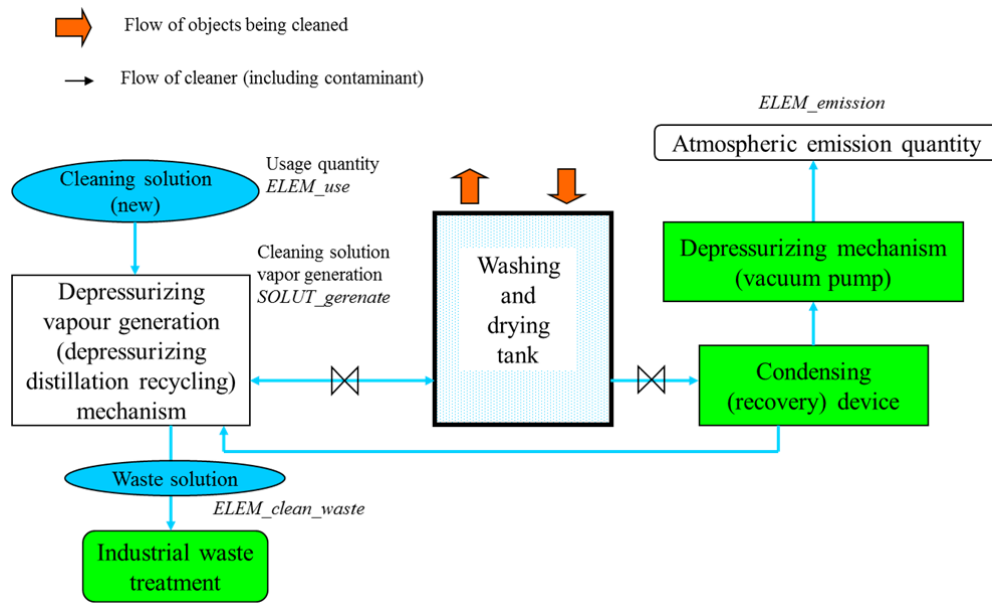 Flow of objects being cleaned
Flow of cleaner (including contaminant)
ELEM_emission
Atmospheric emission quantity
Usage quantity
ELEM_use
Cleaning solution
(new)
Depressurizing mechanism
(vacuum pump)
Cleaning solution
vapor generation
SOLUT_gerenate
Washing
and
drying
tank
Depressurizing
vapour generation
(depressurizing
distillation recycling)
mechanism
Condensing
(recovery) device
Waste solution
ELEM_clean_waste
Industrial waste
treatment